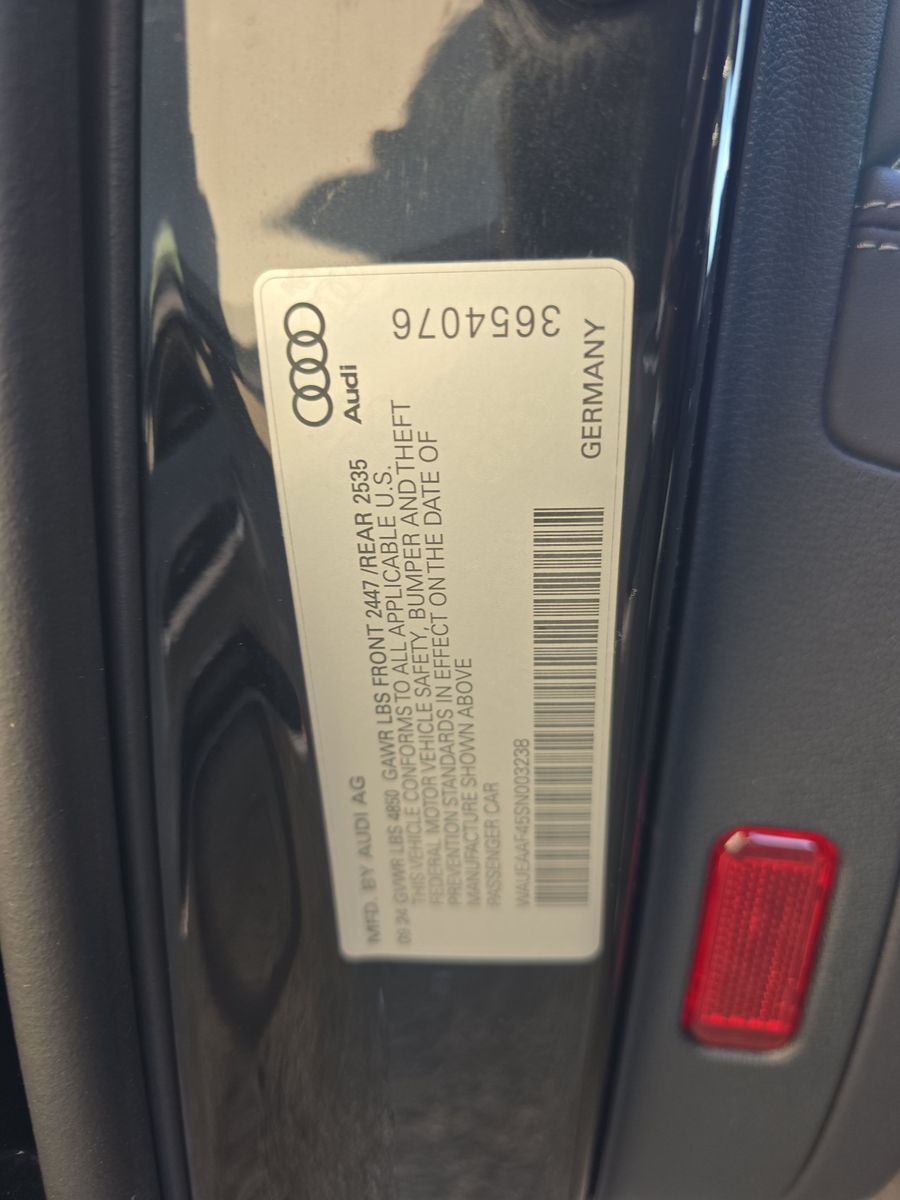 Audi
3654076
MFD. BY AUDI AG
09 24 GVWR LBS 4850 GAWR LBS FRONT 2447 /REAR 2535
THIS VEHICLE CONFORMS TO ALL APPLICABLE U.S.
FEDERAL MOTOR VEHICLE SAFETY, BUMPER AND THEFT
PREVENTION STANDARDS IN EFFECT ON THE DATE OF
MANUFACTURE SHOWN ABOVE
PASSENGER CAR
WAUEAAF45SN003238
GERMANY